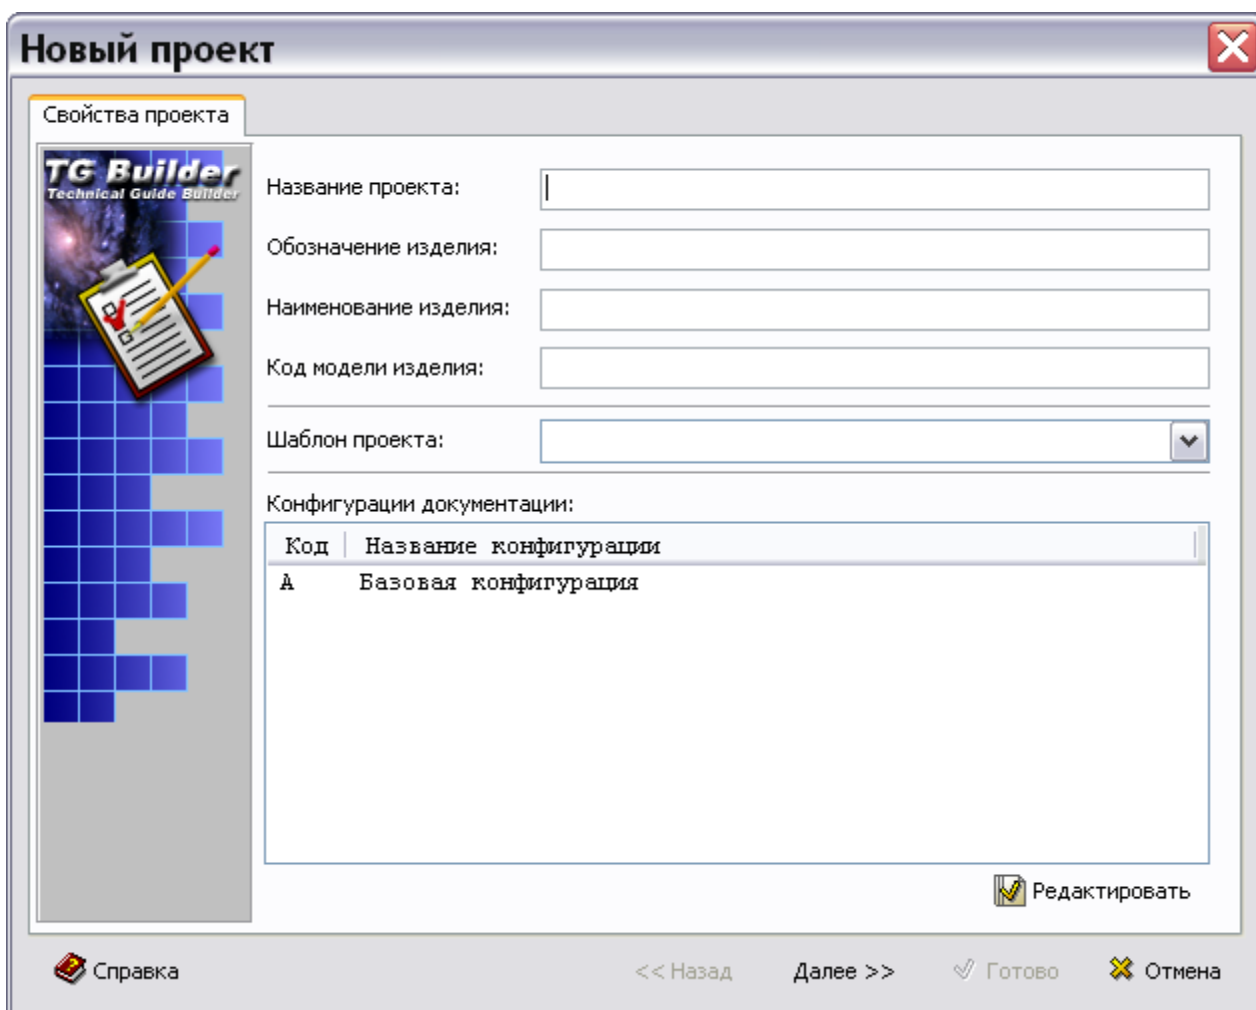 Новый проект
Свойства проекта
TG Builder
Technical Guide Builder
Название проекта:
Обозначение изделия:
Наименование изделия:
Код модели изделия:
Шаблон проекта:
Конфигурации документации:
Код Название конфигурации
А Базовая конфигурация
Редактировать
Справка << Назад Далее >> Готово Отмена